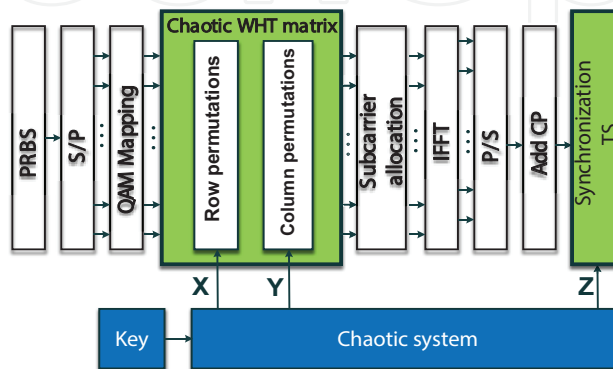 Chaotic WHT matrix
PRBS
S/P
QAM Mapping
Row permutations
Column permutations
Subcarrier
allocation
IFFT
P/S
Add CP
Synchronization
TS
X
Y
Z
Key
Chaotic system